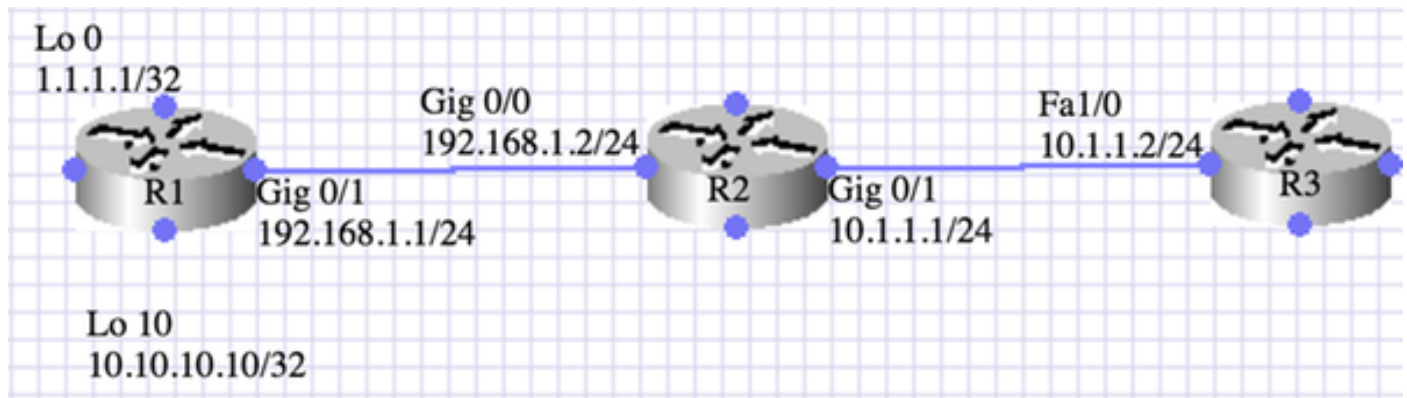 Lo 0
1.1.1.1/32
R1
Gig 0/1
192.168.1.1/24
Lo 10
10.10.10.10/32
Gig 0/0
192.168.1.2/24
R2
Gig 0/1
10.1.1.1/24
Fa1/0
10.1.1.2/24
R3